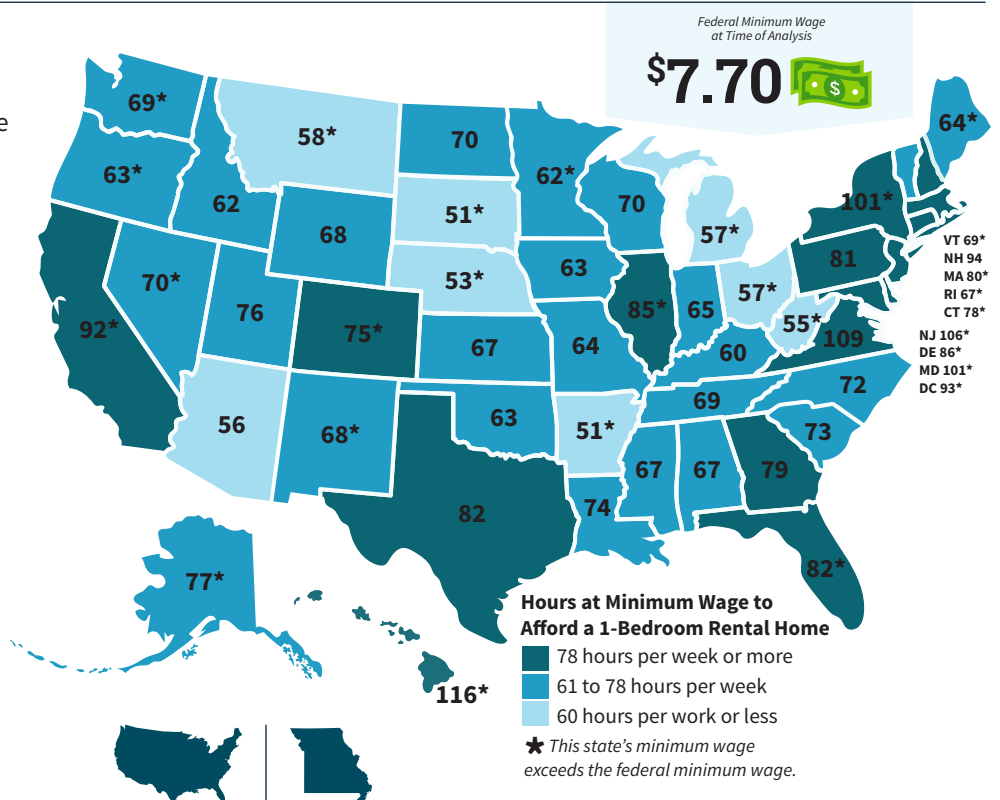 Federal Minimum Wage
at Time of Analysis
$7.70
$
e
69*
58*
70
64*
63*
62*
62
51*
70
101*
68
57*
VT 69*
NH 94
MA 80*
RI 67*
CT 78*
81
63
53*
70*
57*
76
85*
65
55*
NJ 106*
DE 86*
MD 101*
DC 93*
92*
75*
109
67
64
60
72
69
56
68*
63
51*
73
67
67
79
82
74
77*
82*
116*
Hours at Minimum Wage to
Afford a 1-Bedroom Rental Home
78 hours per week or more
61 to 78 hours per week
60 hours per work or less
★ This state's minimum wage
exceeds the federal minimum wage.